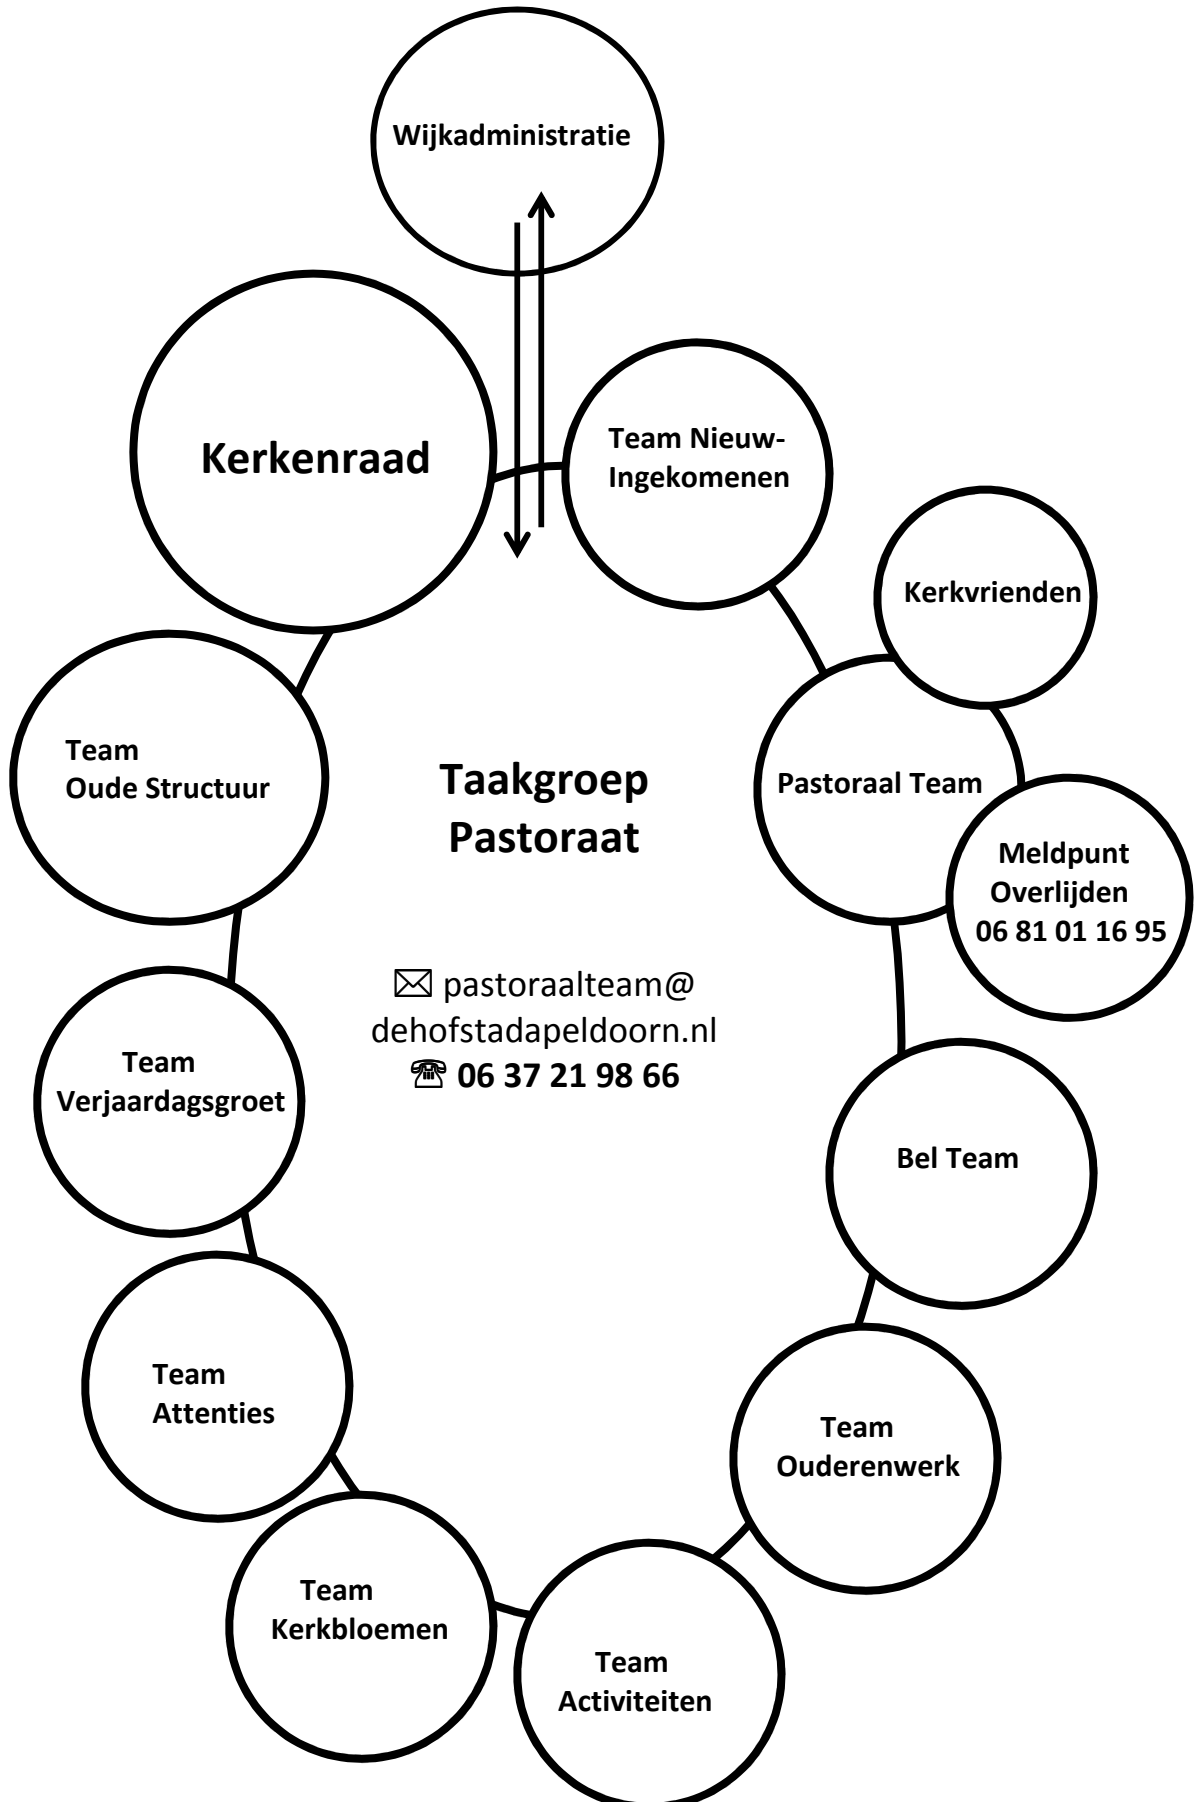 Wijkadministratie
Kerkenraad
Team Nieuw-
Ingekomenen
Kerkvrienden
Team
Oude Structuur
Taakgroep
Pastoraat
Pastoraal Team
Meldpunt
Overlijden
06 81 01 16 95
✉ pastoraalteam@
dehofstadapeldoorn.nl
☎ 06 37 21 98 66
Team
Verjaardagsgroet
Bel Team
Team
Attenties
Team
Ouderenwerk
Team
Kerkbloemen
Team
Activiteiten